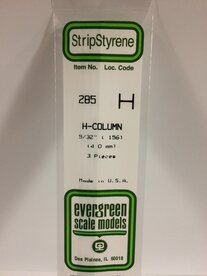 StripStyrene
Item No. Loc. Code
285 H
H-COLUMN
5/32" (.156)
(4.0 mm)
3 Pieces
Made in U.S.A.
evergreen
scale models
Des Plaines, IL 60018